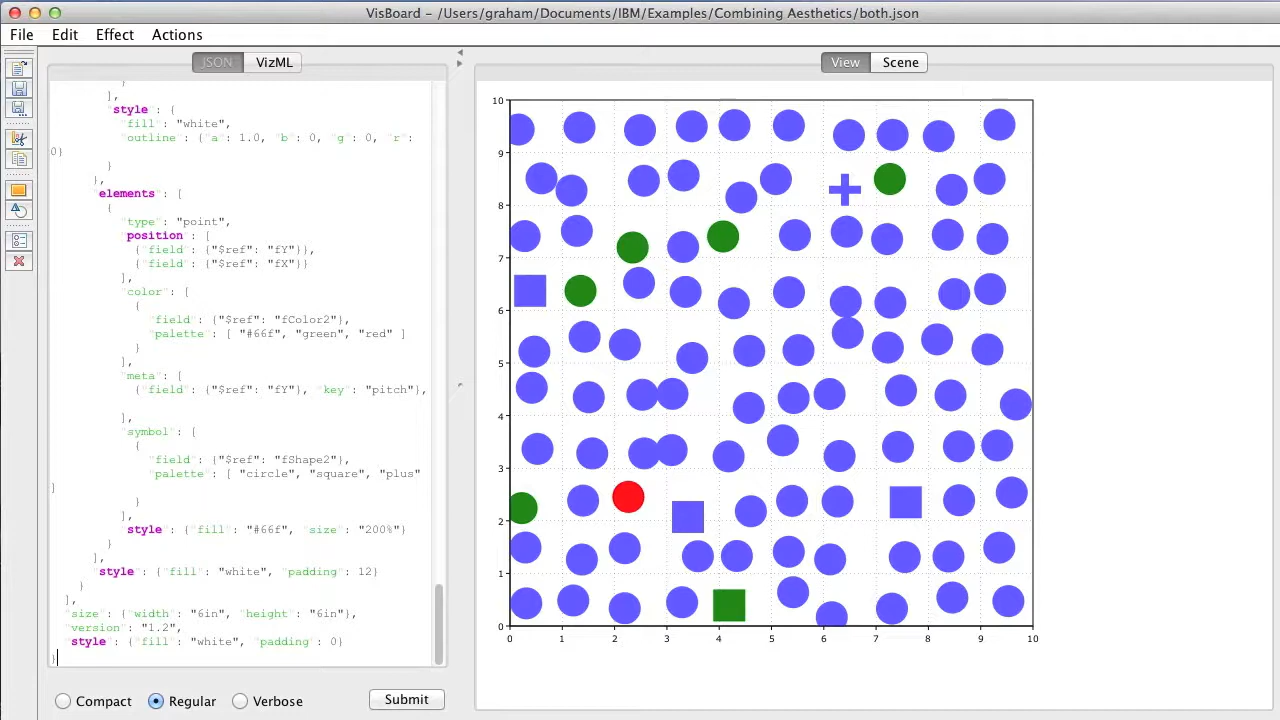 VisBoard – /Users/graham/Documents/IBM/Examples/Combining Aesthetics/both.json
File Edit Effect Actions
JSON VizML
View Scene
}
],
"style": {
"fill": "white",
"outline": {"a": 1.0, "b": 0, "g": 0, "r":
0}
}
},
"elements": [
{
"type": "point",
"position": [
{"field": {"$ref": "fY"}},
{"field": {"$ref": "fX"}}
],
"color": [
{
"field": {"$ref": "fColor2"},
"palette": [ "#66f", "green", "red" ]
}
],
"meta": [
{"field": {"$ref": "fY"}, "key": "pitch"},
],
"symbol": [
{
"field": {"$ref": "fShape2"},
"palette": [ "circle", "square", "plus"
]
}
],
"style": {"fill": "#66f", "size": "200%"}
}
],
"style": {"fill": "white", "padding": 12}
}
],
"size": {"width": "6in", "height": "6in"},
"version": "1.2",
"style": {"fill": "white", "padding": 0}
}
Compact Regular Verbose Submit
10
9
8
7
6
5
4
3
2
1
0
0 1 2 3 4 5 6 7 8 9 10